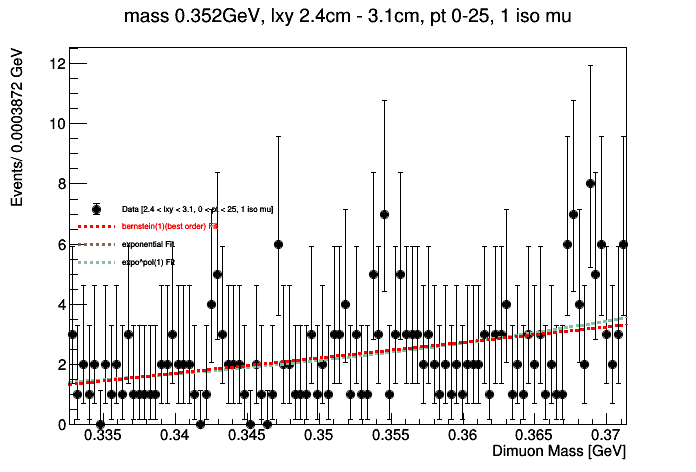 mass 0.352GeV, lxy 2.4cm - 3.1cm, pt 0-25, 1 iso mu
Events/ 0.0003872 GeV
12
10
8
6
4
2
0
Data [2.4 < lxy < 3.1, 0 < pt < 25, 1 iso mu]
bernstein(1)(best order) Fit
exponential Fit
expo*pol(1) Fit
0.335 0.34 0.345 0.35 0.355 0.36 0.365 0.37
Dimuon Mass [GeV]